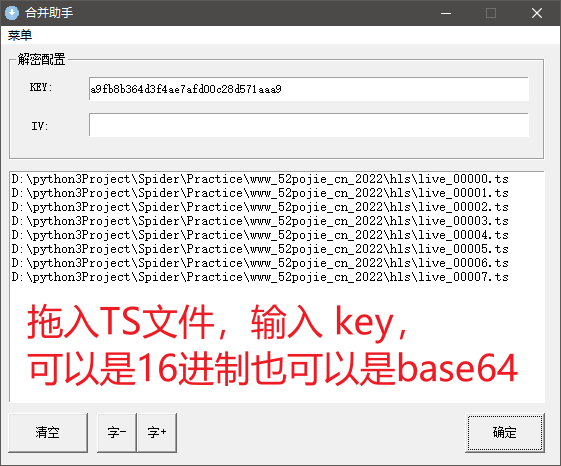 合并助手
菜单
解密配置
KEY: a9fb8b364d3f4ae7afd00c28d571aaa9
IV:
D:\python3Project\Spider\Practice\www_52pojie_cn_2022\hls\live_00000.ts
D:\python3Project\Spider\Practice\www_52pojie_cn_2022\hls\live_00001.ts
D:\python3Project\Spider\Practice\www_52pojie_cn_2022\hls\live_00002.ts
D:\python3Project\Spider\Practice\www_52pojie_cn_2022\hls\live_00003.ts
D:\python3Project\Spider\Practice\www_52pojie_cn_2022\hls\live_00004.ts
D:\python3Project\Spider\Practice\www_52pojie_cn_2022\hls\live_00005.ts
D:\python3Project\Spider\Practice\www_52pojie_cn_2022\hls\live_00006.ts
D:\python3Project\Spider\Practice\www_52pojie_cn_2022\hls\live_00007.ts
拖入TS文件，输入 key，
可以是16进制也可以是base64
清空 字- 字+ 确定